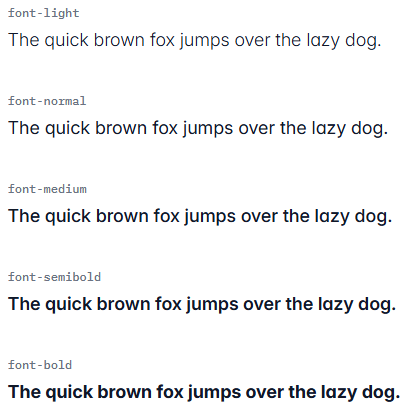 font-light
The quick brown fox jumps over the lazy dog.
font-normal
The quick brown fox jumps over the lazy dog.
font-medium
The quick brown fox jumps over the lazy dog.
font-semibold
The quick brown fox jumps over the lazy dog.
font-bold
The quick brown fox jumps over the lazy dog.